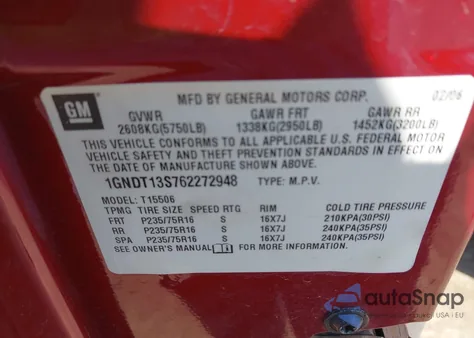 GM
MFD BY GENERAL MOTORS CORP. 02/06
GVWR GAWR FRT GAWR RR
2608KG(5750LB) 1338KG(2950LB) 1452KG(3200LB)
THIS VEHICLE CONFORMS TO ALL APPLICABLE U.S. FEDERAL MOTOR
VEHICLE SAFETY AND THEFT PREVENTION STANDARDS IN EFFECT ON
THE DATE OF MANUFACTURE SHOWN ABOVE.
1GNDT13S762272948 TYPE: M.P.V.
MODEL: T15506
TPMG TIRE SIZE SPEED RTG RIM COLD TIRE PRESSURE
FRT P235/75R16 S 16X7J 210KPA(30PSI)
RR P235/75R16 S 16X7J 240KPA(35PSI)
SPA P235/75R16 S 16X7J 240KPA(35PSI)
SEE OWNER'S MANUAL FOR MORE INFORMATION.
autoSnap